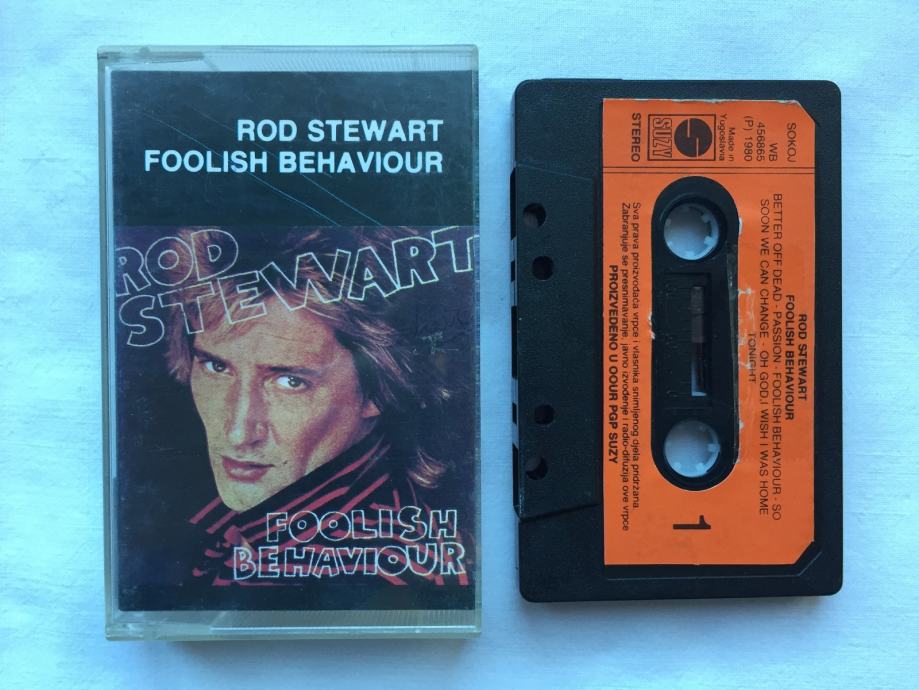 ROD STEWART
FOOLISH BEHAVIOUR
ROD
STEWART
FOOLISH
BEHAVIOUR
SOKOJ
WB
456865
(P) 1980
Made in
Yugoslavia
SUZY
STEREO
ROD STEWART
FOOLISH BEHAVIOUR
BETTER OFF DEAD - PASSION - FOOLISH BEHAVIOUR - SO
SOON WE CAN CHANGE - OH GOD,I WISH I WAS HOME
TONIGHT
1
Sva prava proizvođača vrpce i vlasnika snimljenog djela pridržana.
Zabranjuje se presnimavanje, javno izvođenje i radio-difuzija ove vrpce
PROIZVEDENO U OOUR PGP SUZY